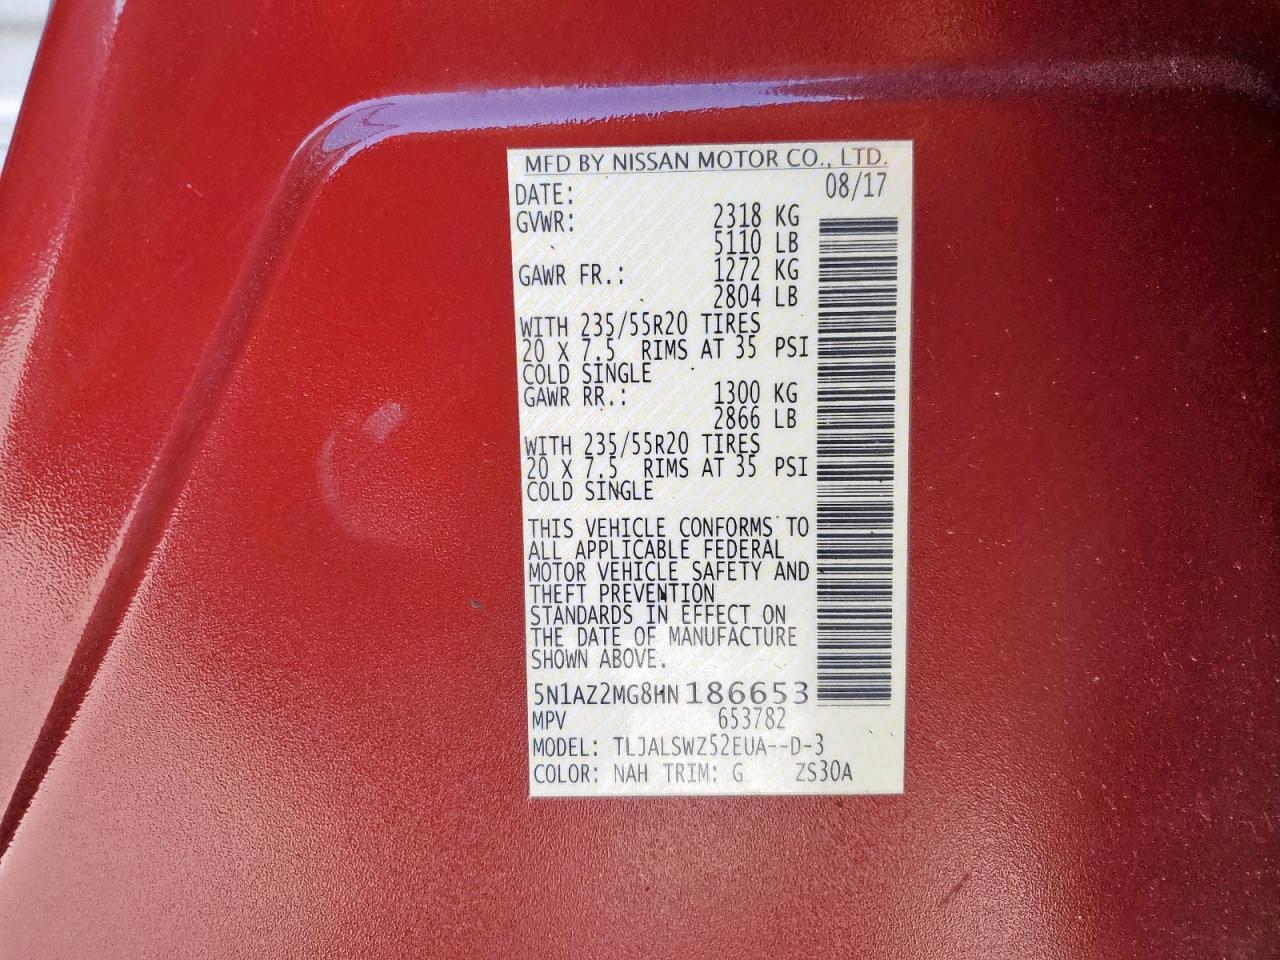 MFD BY NISSAN MOTOR CO., LTD.
DATE: 08/17
GVWR: 2318 KG
5110 LB
GAWR FR.: 1272 KG
2804 LB
WITH 235/55R20 TIRES
20 X 7.5 RIMS AT 35 PSI
COLD SINGLE
GAWR RR.: 1300 KG
2866 LB
WITH 235/55R20 TIRES
20 X 7.5 RIMS AT 35 PSI
COLD SINGLE
THIS VEHICLE CONFORMS TO
ALL APPLICABLE FEDERAL
MOTOR VEHICLE SAFETY AND
THEFT PREVENTION
STANDARDS IN EFFECT ON
THE DATE OF MANUFACTURE
SHOWN ABOVE.
5N1AZ2MG8HN186653
MPV 653782
MODEL: TLJALSWZ52EUA--D-3
COLOR: NAH TRIM: G ZS30A